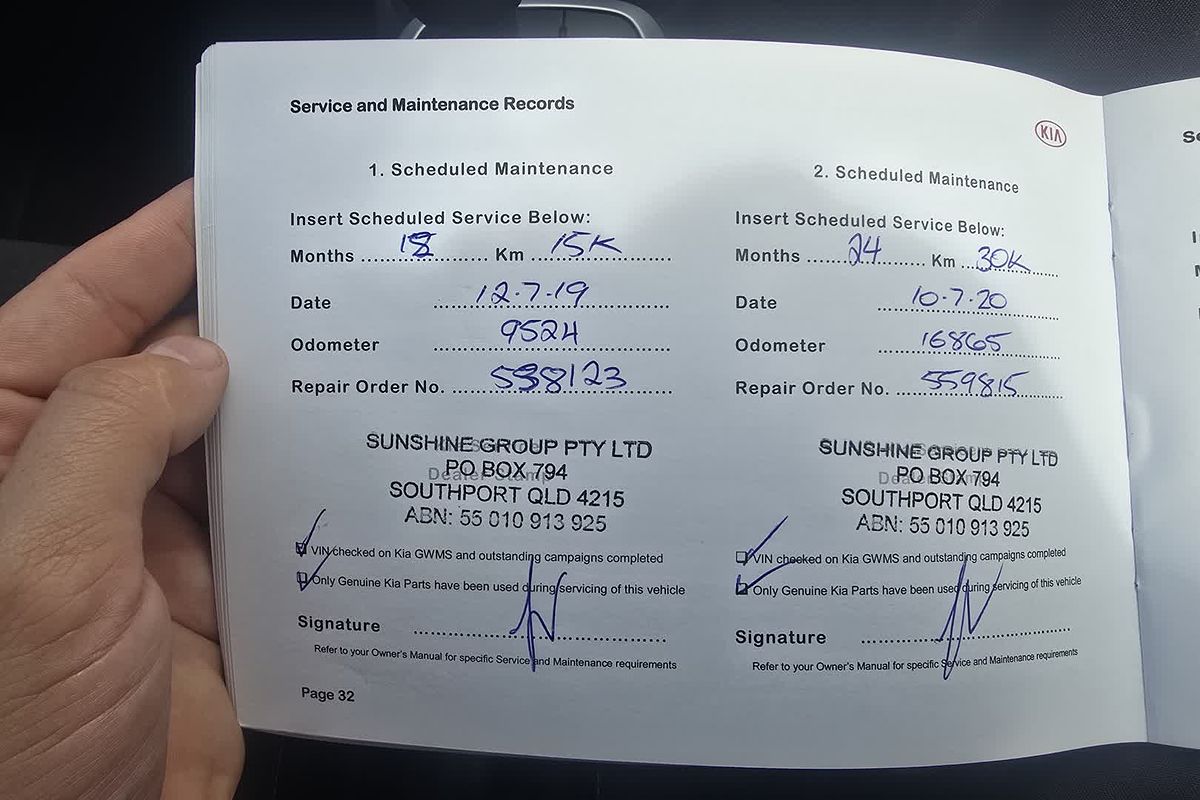 Service and Maintenance Records
KIA
1. Scheduled Maintenance
Insert Scheduled Service Below:
Months 18 Km 15K
Date 12.7.19
Odometer 9524
Repair Order No. 538123
SUNSHINE GROUP PTY LTD
PO BOX 794
Dealer Stamp
SOUTHPORT QLD 4215
ABN: 55 010 913 925
VIN checked on Kia GWMS and outstanding campaigns completed
Only Genuine Kia Parts have been used during servicing of this vehicle
Signature
Refer to your Owner's Manual for specific Service and Maintenance requirements
Page 32
2. Scheduled Maintenance
Insert Scheduled Service Below:
Months 24 Km 30K
Date 10.7.20
Odometer 16865
Repair Order No. 559815
SUNSHINE GROUP PTY LTD
PO BOX 794
SOUTHPORT QLD 4215
ABN: 55 010 913 925
VIN checked on Kia GWMS and outstanding campaigns completed
Only Genuine Kia Parts have been used during servicing of this vehicle
Signature
Refer to your Owner's Manual for specific Service and Maintenance requirements